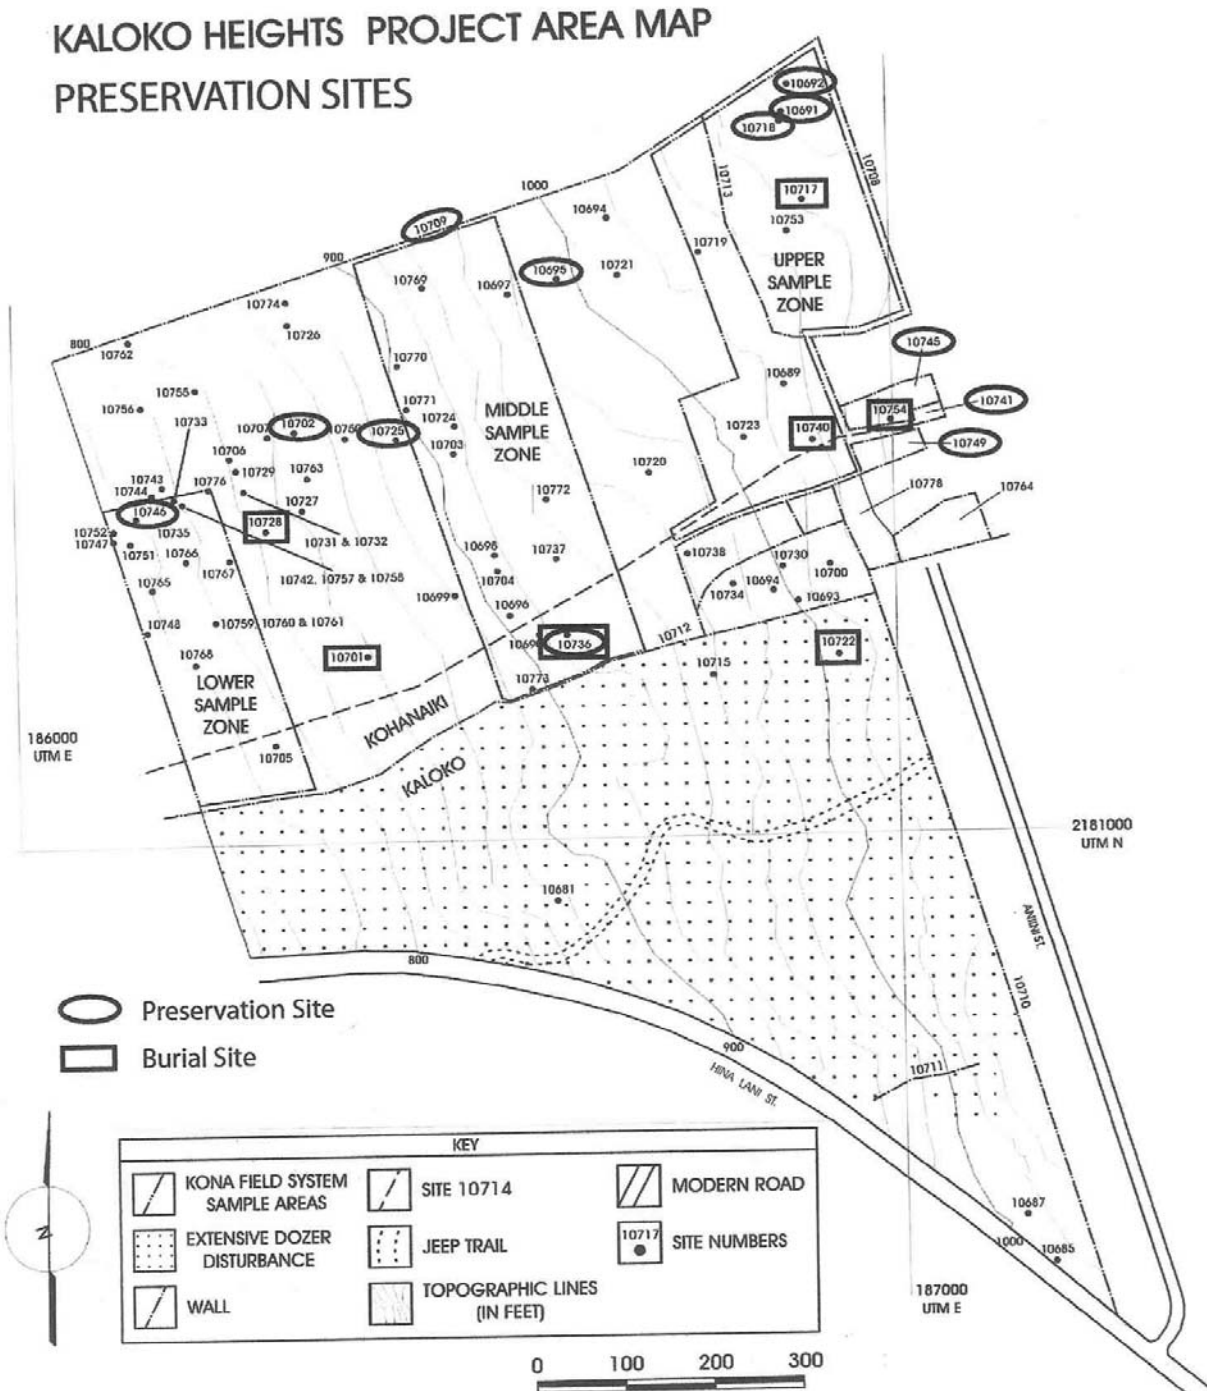 KALOKO HEIGHTS PROJECT AREA MAP
PRESERVATION SITES
10692
10691
10718
10708
10713
10717
10753
1000
10694
10719
10709
10695
10721
UPPER
SAMPLE
ZONE
900
10769
10697
10774
10726
10745
800
10762
10770
10689
10755
10756
10771
10741
10733
10702
10725
10724
MIDDLE
SAMPLE
ZONE
10754
10740
10723
10749
10703
10706
10729
10763
10720
10743
10744
10776
10778
10764
10746
10727
10772
10728
10752
10747
10735
10751
10766
10731 & 10732
10698
10737
10738
10730
10700
10765
10767
10742, 10757 & 10758
10704
10734
10694
10693
10699
10696
10748
10759, 10760 & 10761
10736
10712
10722
10768
10701
10715
10773
LOWER
SAMPLE
ZONE
KOHANAIKI
186000
UTM E
10705
KALOKO
2181000
UTM N
10681
800
10710
Preservation Site
Burial Site
900
HINA LANI ST.
10711
10687
1000
10685
187000
UTM E
KEY
KONA FIELD SYSTEM
SAMPLE AREAS
SITE 10714
MODERN ROAD
EXTENSIVE DOZER
DISTURBANCE
JEEP TRAIL
10717
SITE NUMBERS
WALL
TOPOGRAPHIC LINES
(IN FEET)
N
0 100 200 300